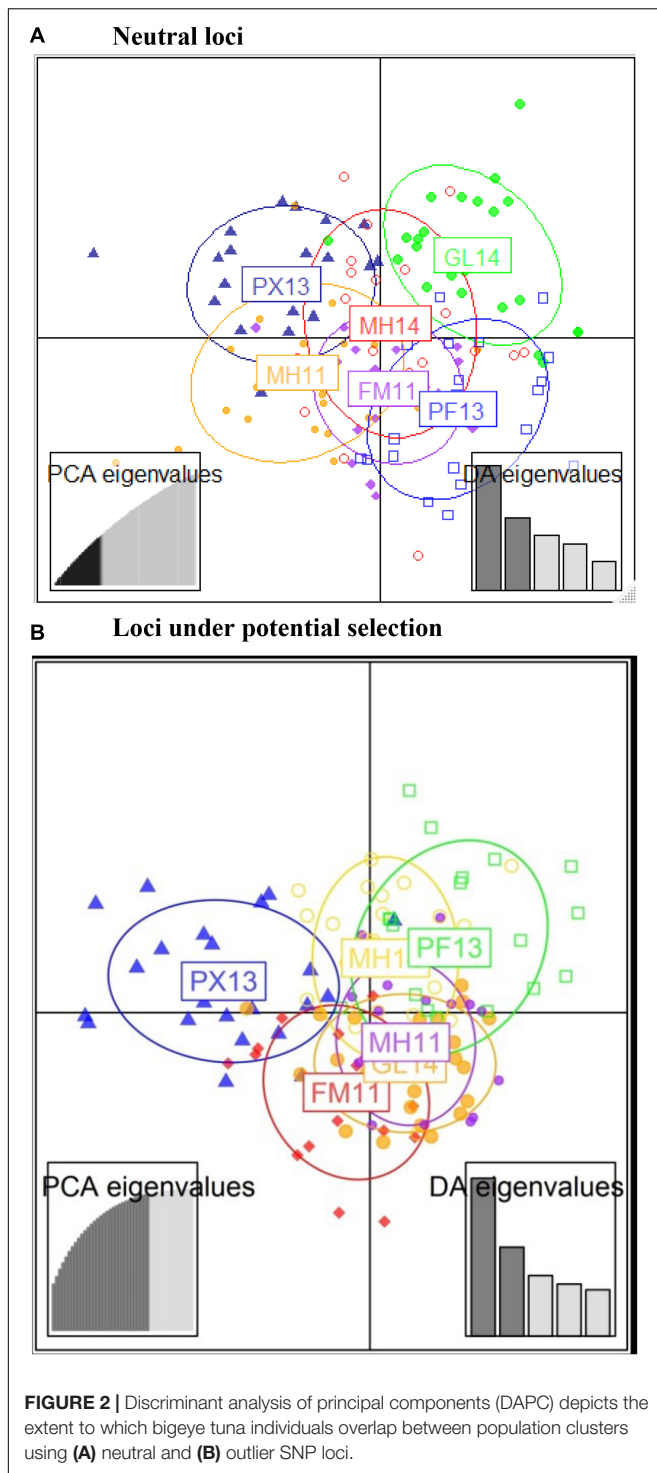 A Neutral loci
GL14
PX13
MH14
MH11
FM11
PF13
PCA eigenvalues
DA eigenvalues
B Loci under potential selection
PF13
MH1
PX13
MH11
GL14
FM11
PCA eigenvalues
DA eigenvalues
FIGURE 2 | Discriminant analysis of principal components (DAPC) depicts the
extent to which bigeye tuna individuals overlap between population clusters
using (A) neutral and (B) outlier SNP loci.